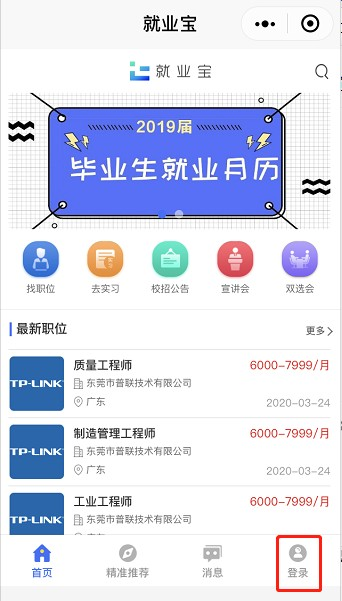 就业宝
就业宝
2019届
毕业生就业月历
找职位
去实习
校招公告
宣讲会
双选会
最新职位
更多
TP-LINK
质量工程师
6000-7999/月
东莞市普联技术有限公司
广东
2020-03-24
TP-LINK
制造管理工程师
6000-7999/月
东莞市普联技术有限公司
广东
2020-03-24
TP-LINK
工业工程师
6000-7999/月
东莞市普联技术有限公司
首页
精准推荐
消息
登录